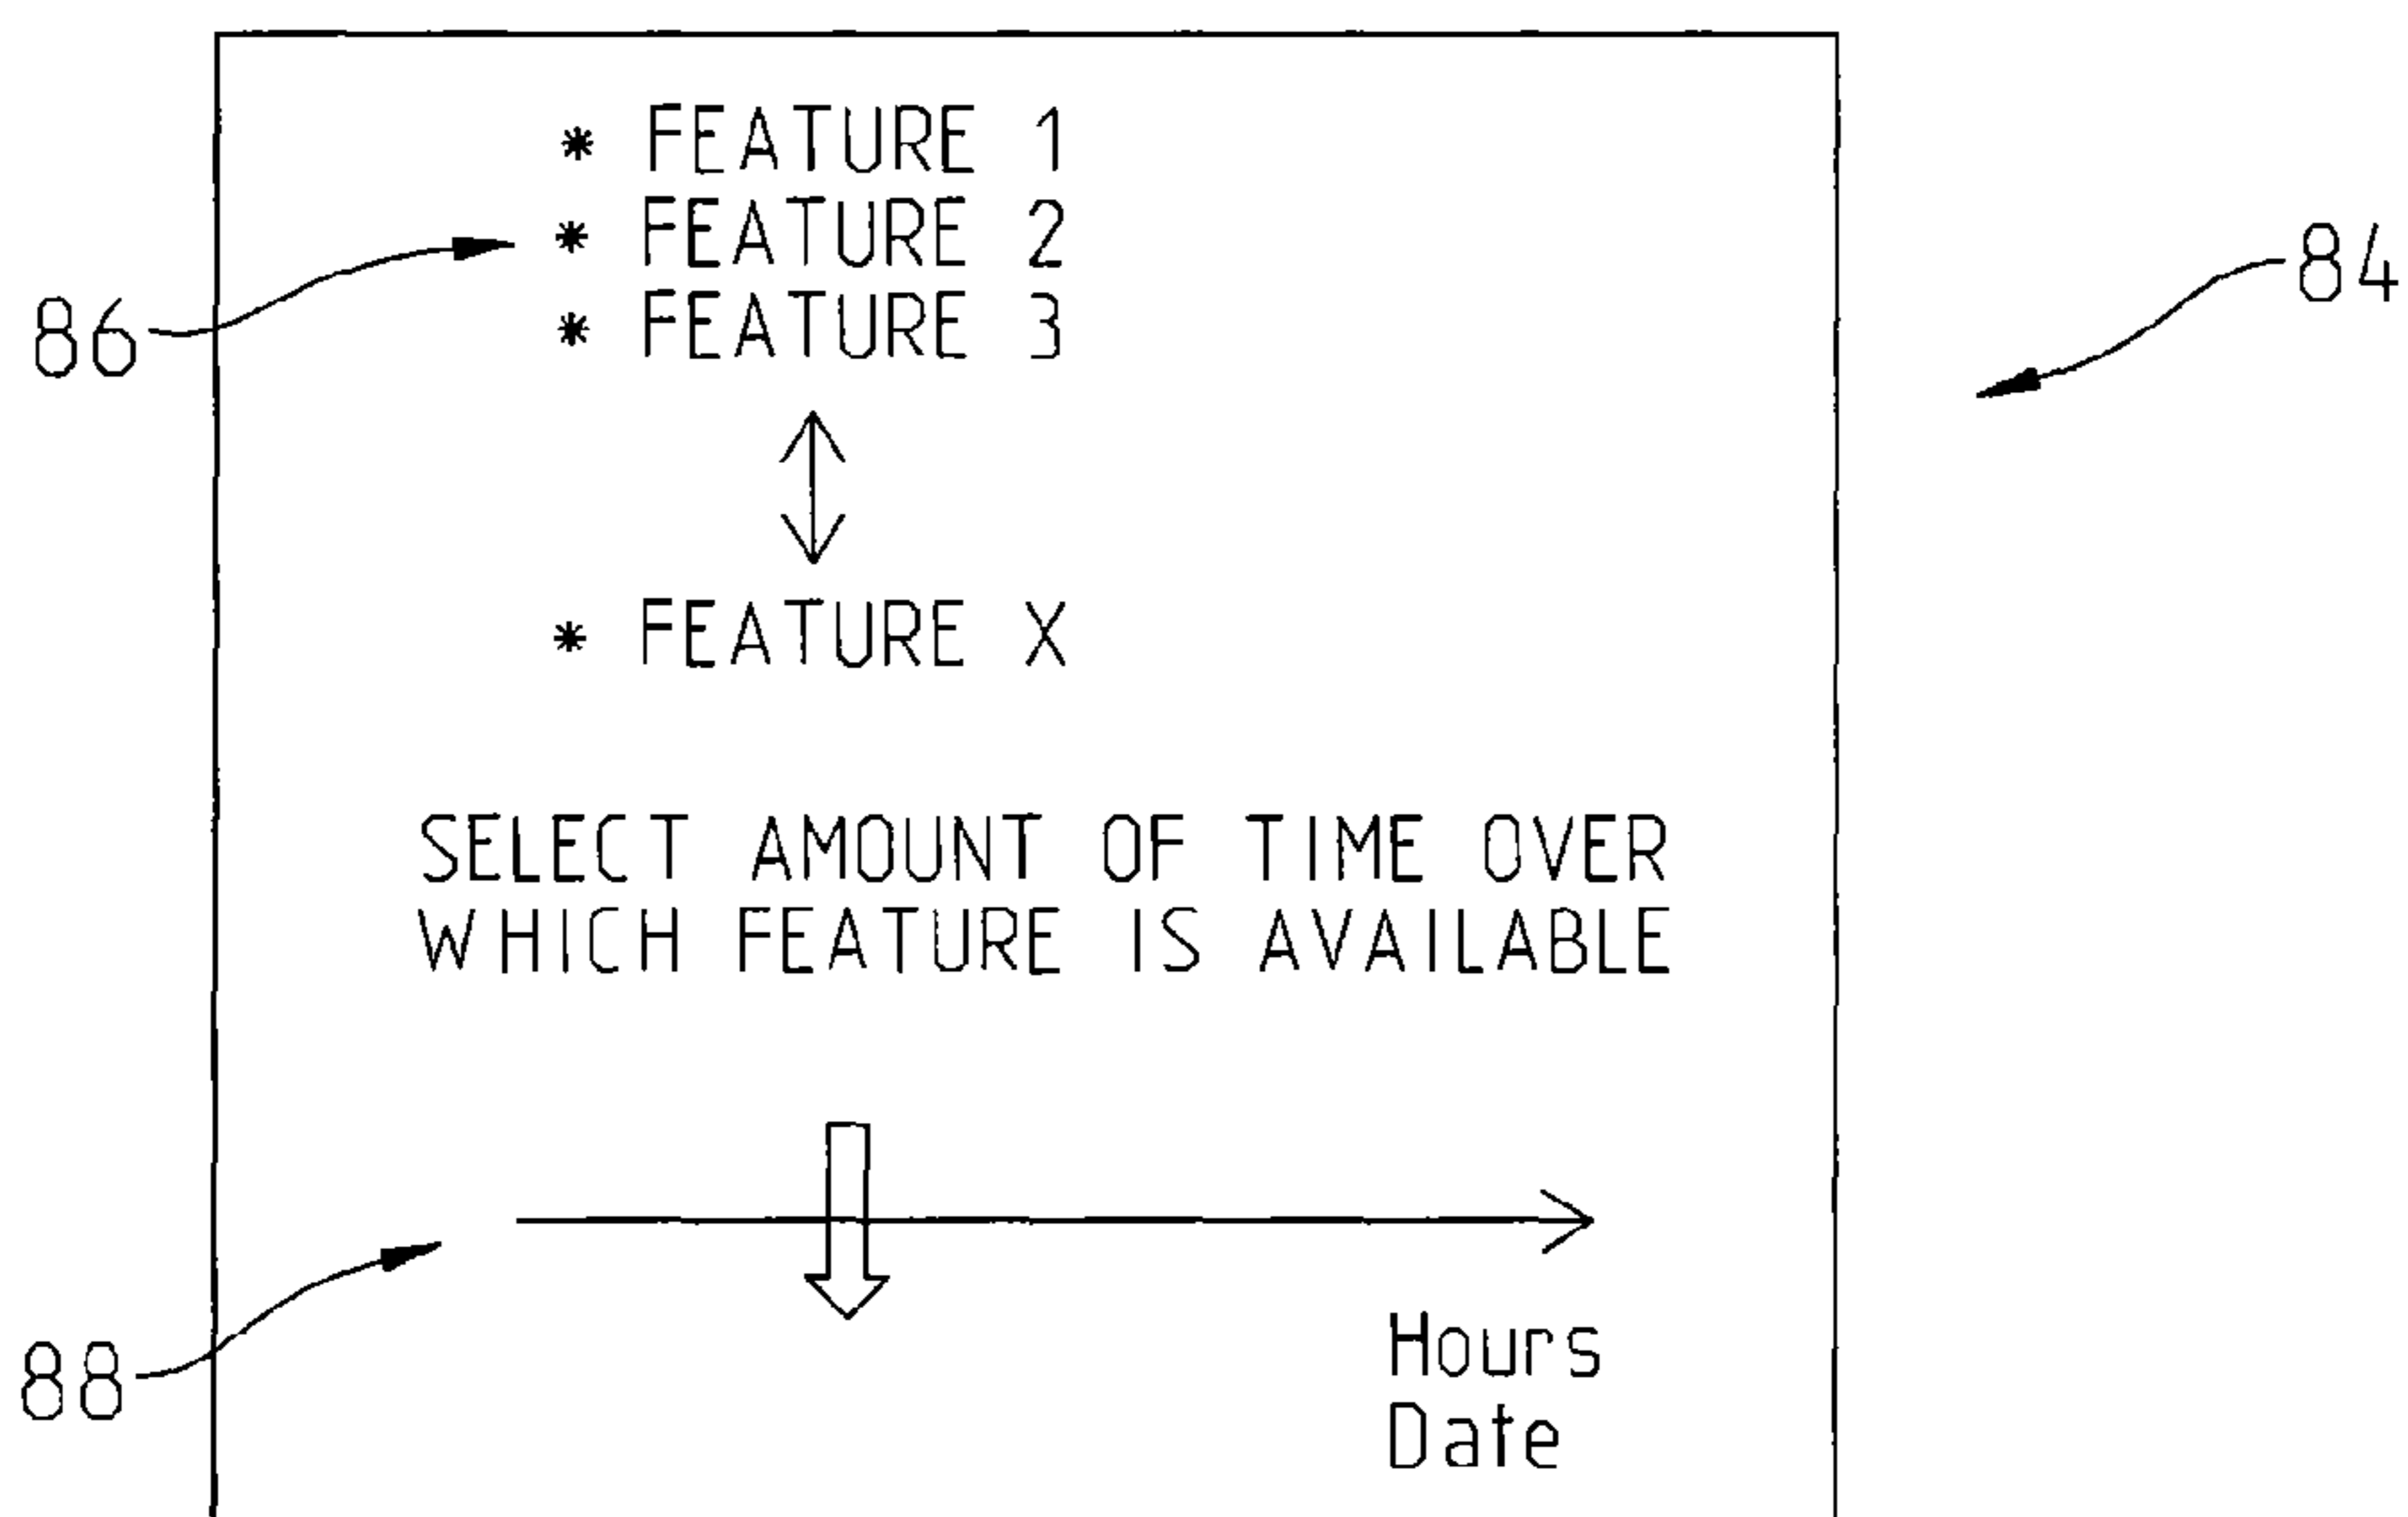 * FEATURE 1
* FEATURE 2
* FEATURE 3
* FEATURE X
SELECT AMOUNT OF TIME OVER
WHICH FEATURE IS AVAILABLE
Hours
Date
86
84
88